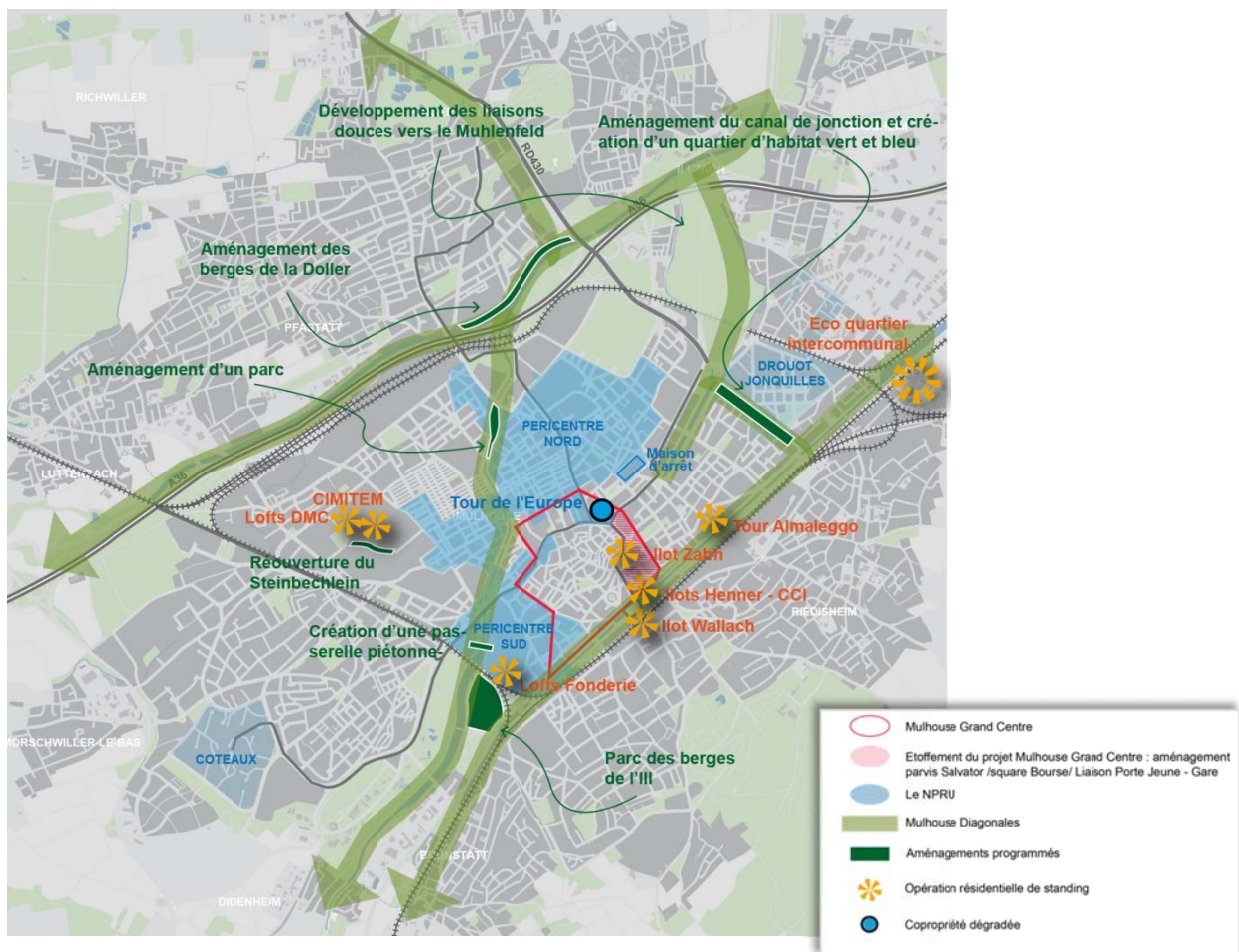 RICHWILLER
Développement des liaisons
douces vers le Muhlenfeld
Aménagement du canal de jonction et cré-
ation d'un quartier d'habitat vert et bleu
RD430
A36
Aménagement des
berges de la Doller
PFASTATT
Eco quartier
intercommunal
Aménagement d'un parc
DROUOT
JONQUILLES
PERICENTRE
NORD
Maison
d'arrêt
A36
Tour de l'Europe
CIMITEM
Lofts DMC
MULHOUSE
Tour Almaleggo
Ilot Zahn
Réouverture du
Steinbechlein
Ilots Henner - CCI
RIEDISHEIM
Ilot Wallach
Création d'une pas-
serelle piétonne
PERICENTRE
SUD
Lofts Fonderie
MORSCHWILLER-LE-BAS
COTEAUX
Parc des berges
de l'Ill
DIDENHEIM
Mulhouse Grand Centre
Etoffement du projet Mulhouse Grand Centre : aménagement
parvis Salvator /square Bourse/ Liaison Porte Jeune - Gare
Le NPRU
Mulhouse Diagonales
Aménagements programmés
Opération résidentielle de standing
Copropriété dégradée